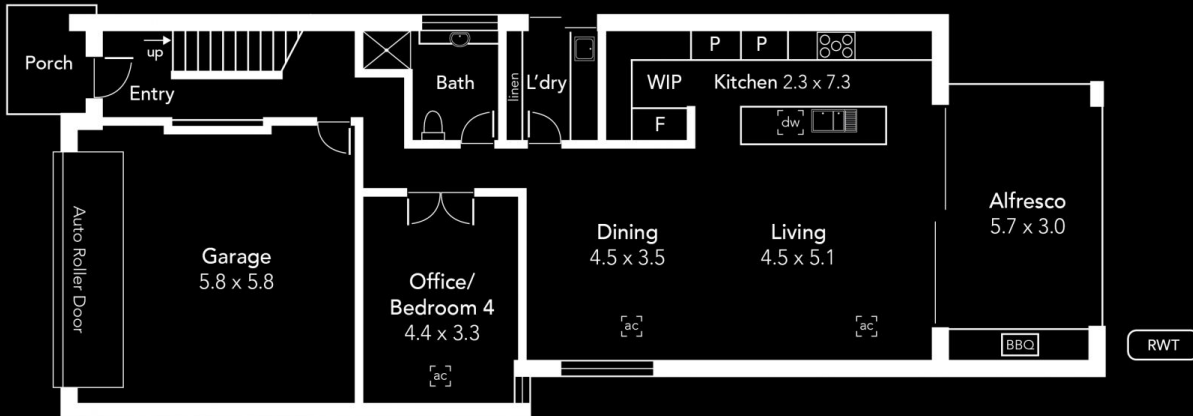 Porch
up
Entry
Bath
linen
L'dry
P
P
WIP
Kitchen 2.3 x 7.3
F
dw
Auto Roller Door
Garage
5.8 x 5.8
Office/
Bedroom 4
4.4 x 3.3
ac
Dining
4.5 x 3.5
ac
Living
4.5 x 5.1
ac
Alfresco
5.7 x 3.0
BBQ
RWT